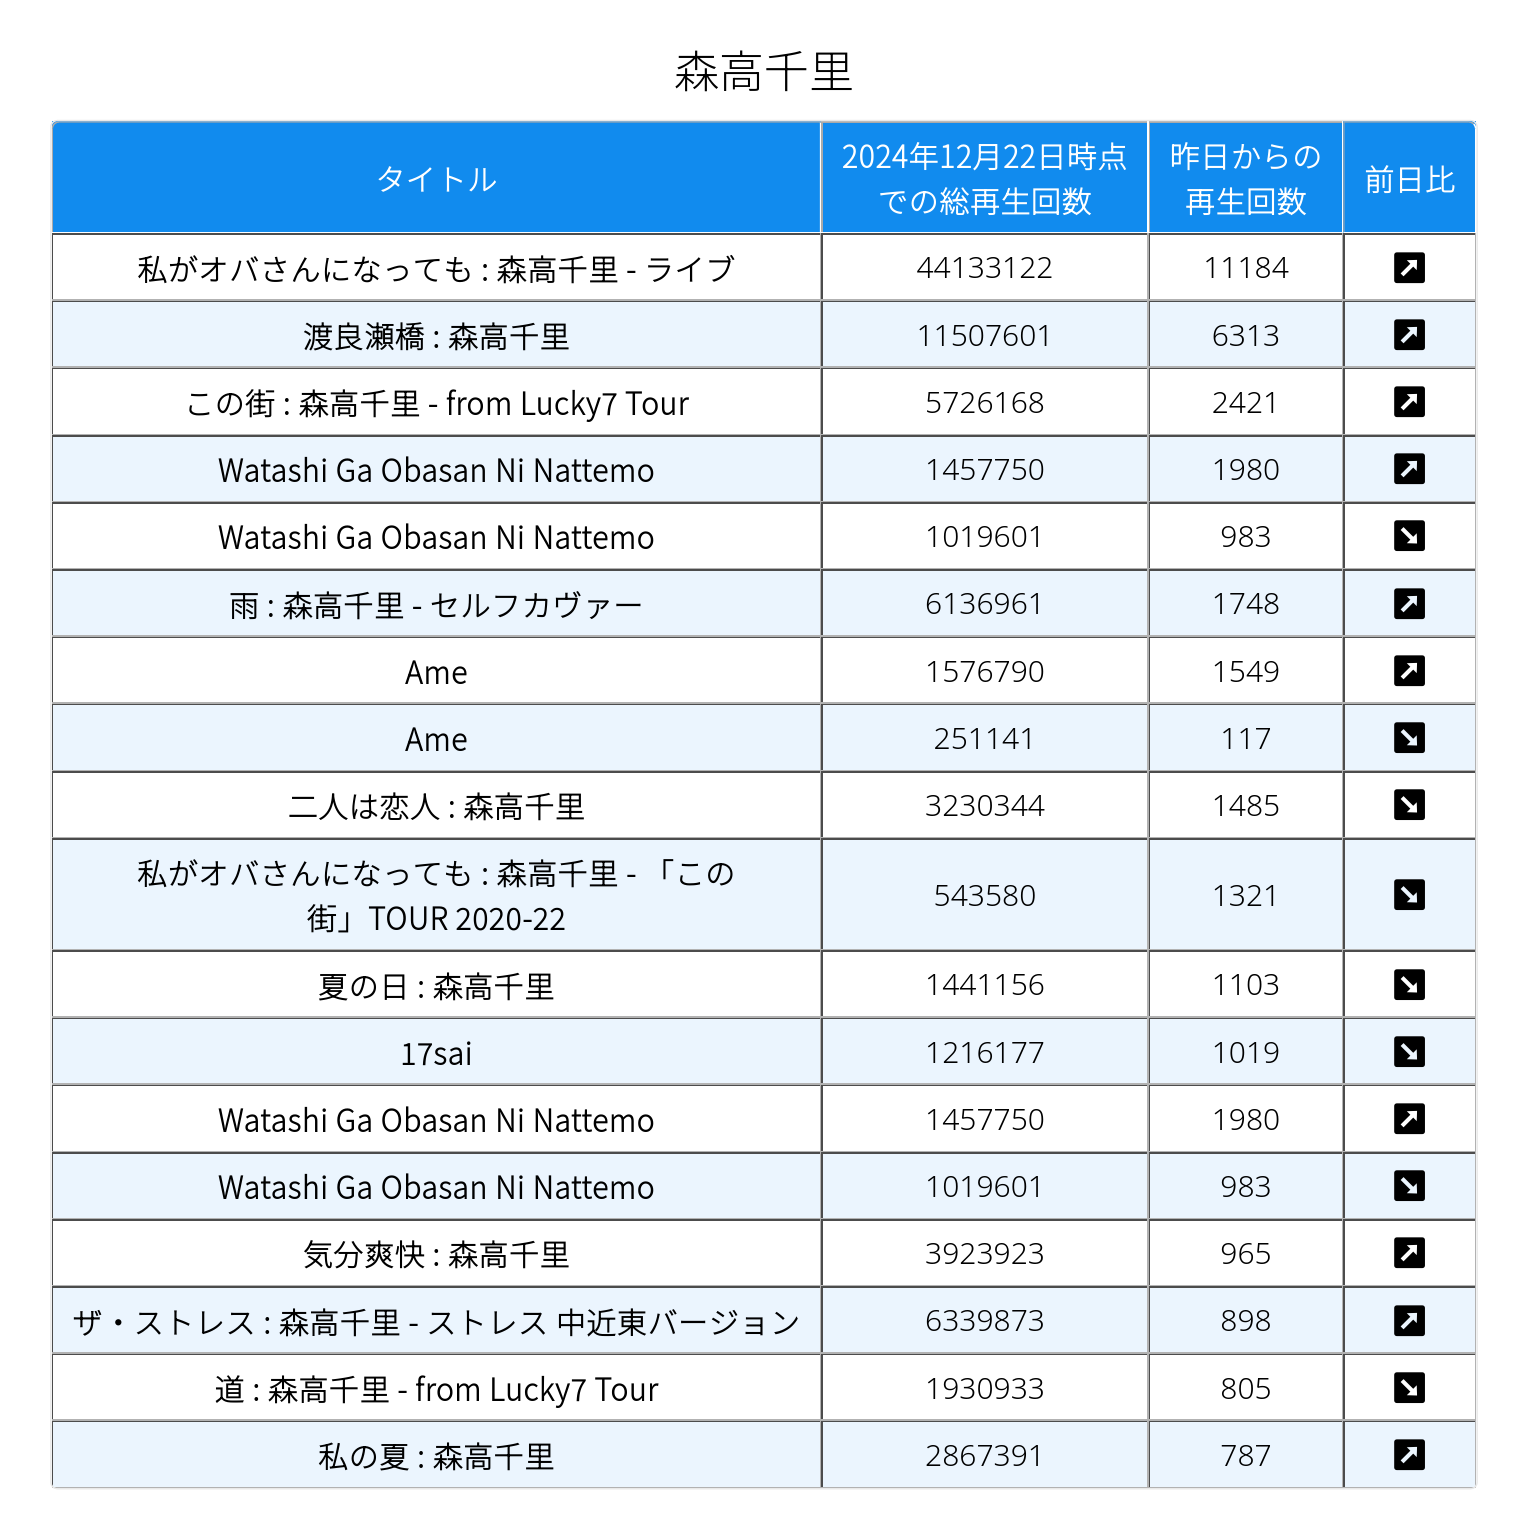 森高千里
タイトル
2024年12月22日時点
での総再生回数
昨日からの
再生回数
前日比
私がオバさんになっても : 森高千里 - ライブ 44133122 11184
渡良瀬橋 : 森高千里 11507601 6313
この街 : 森高千里 - from Lucky7 Tour 5726168 2421
Watashi Ga Obasan Ni Nattemo 1457750 1980
Watashi Ga Obasan Ni Nattemo 1019601 983
雨 : 森高千里 - セルフカヴァー 6136961 1748
Ame 1576790 1549
Ame 251141 117
二人は恋人 : 森高千里 3230344 1485
私がオバさんになっても : 森高千里 - 「この
街」TOUR 2020-22 543580 1321
夏の日 : 森高千里 1441156 1103
17sai 1216177 1019
Watashi Ga Obasan Ni Nattemo 1457750 1980
Watashi Ga Obasan Ni Nattemo 1019601 983
気分爽快 : 森高千里 3923923 965
ザ・ストレス : 森高千里 - ストレス 中近東バージョン 6339873 898
道 : 森高千里 - from Lucky7 Tour 1930933 805
私の夏 : 森高千里 2867391 787